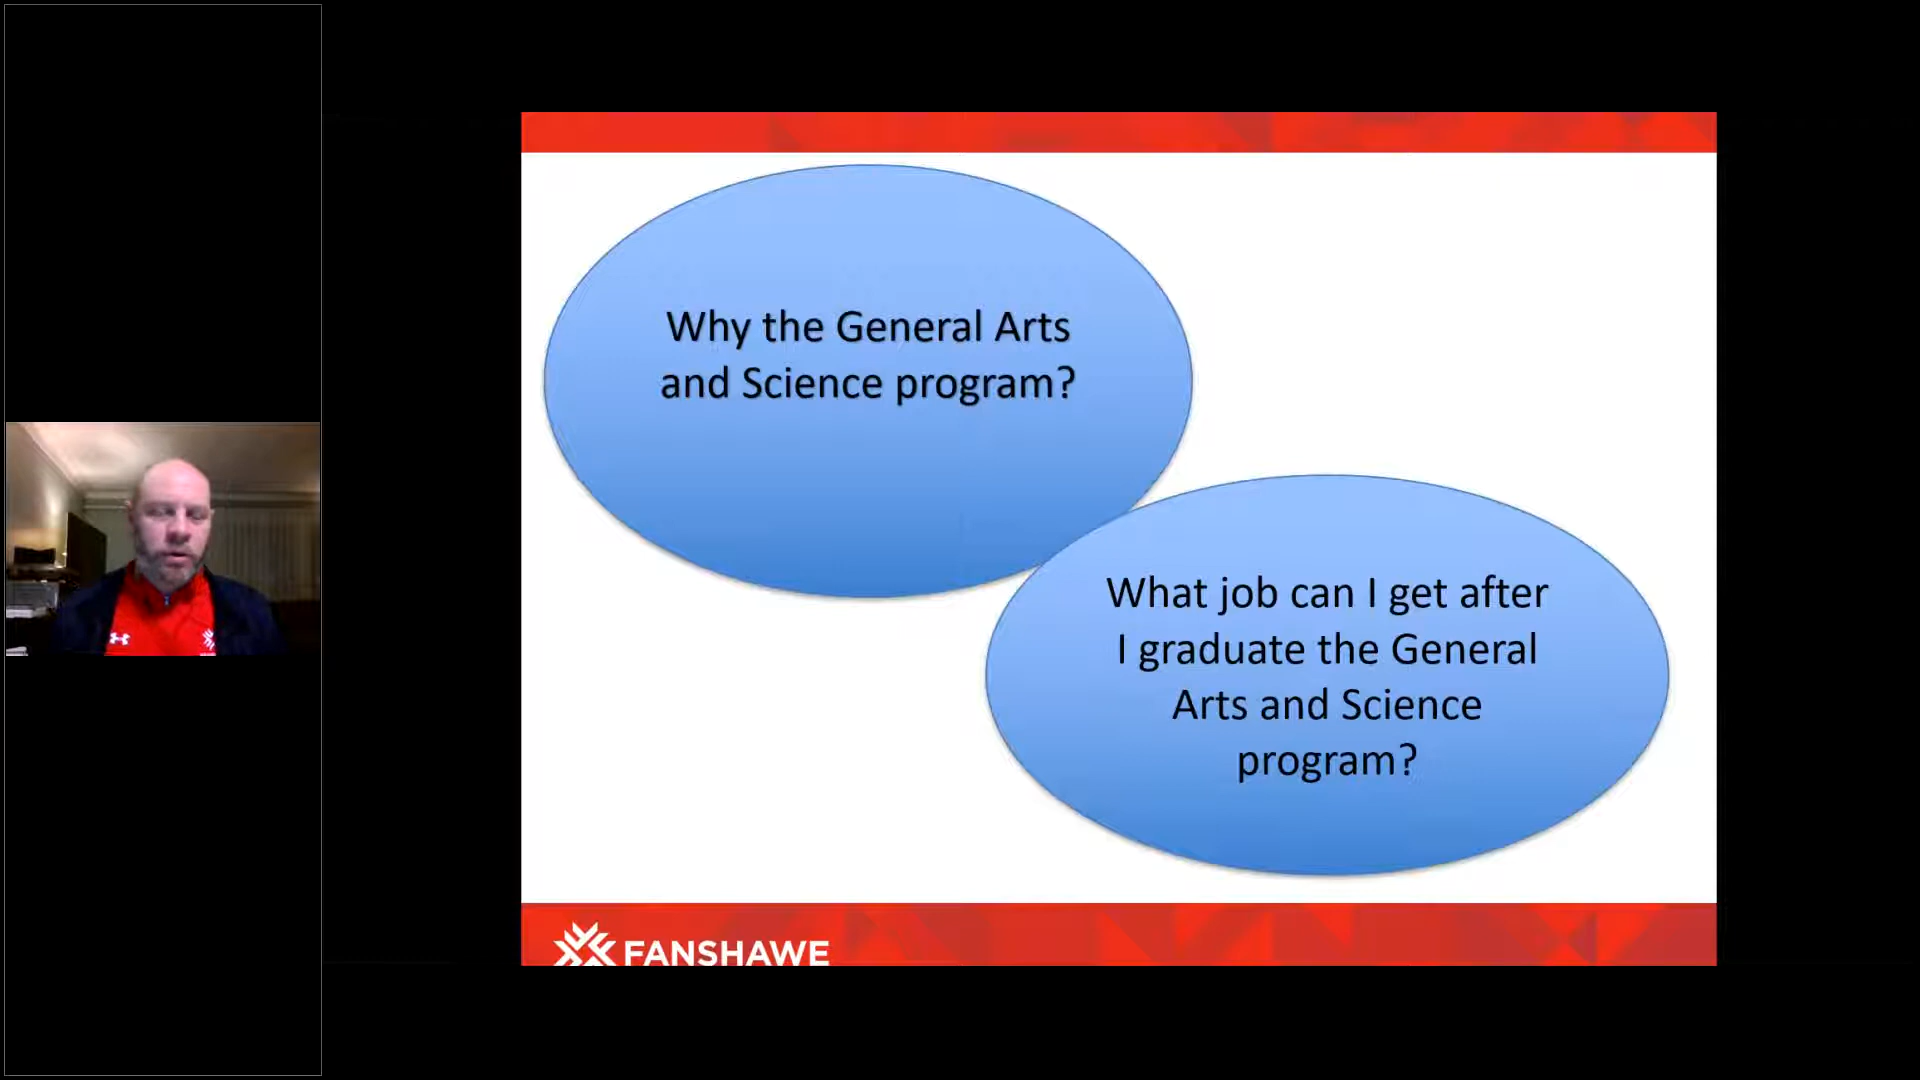 Why the General Arts
and Science program?
What job can I get after
I graduate the General
Arts and Science
program?
FANSHAWE